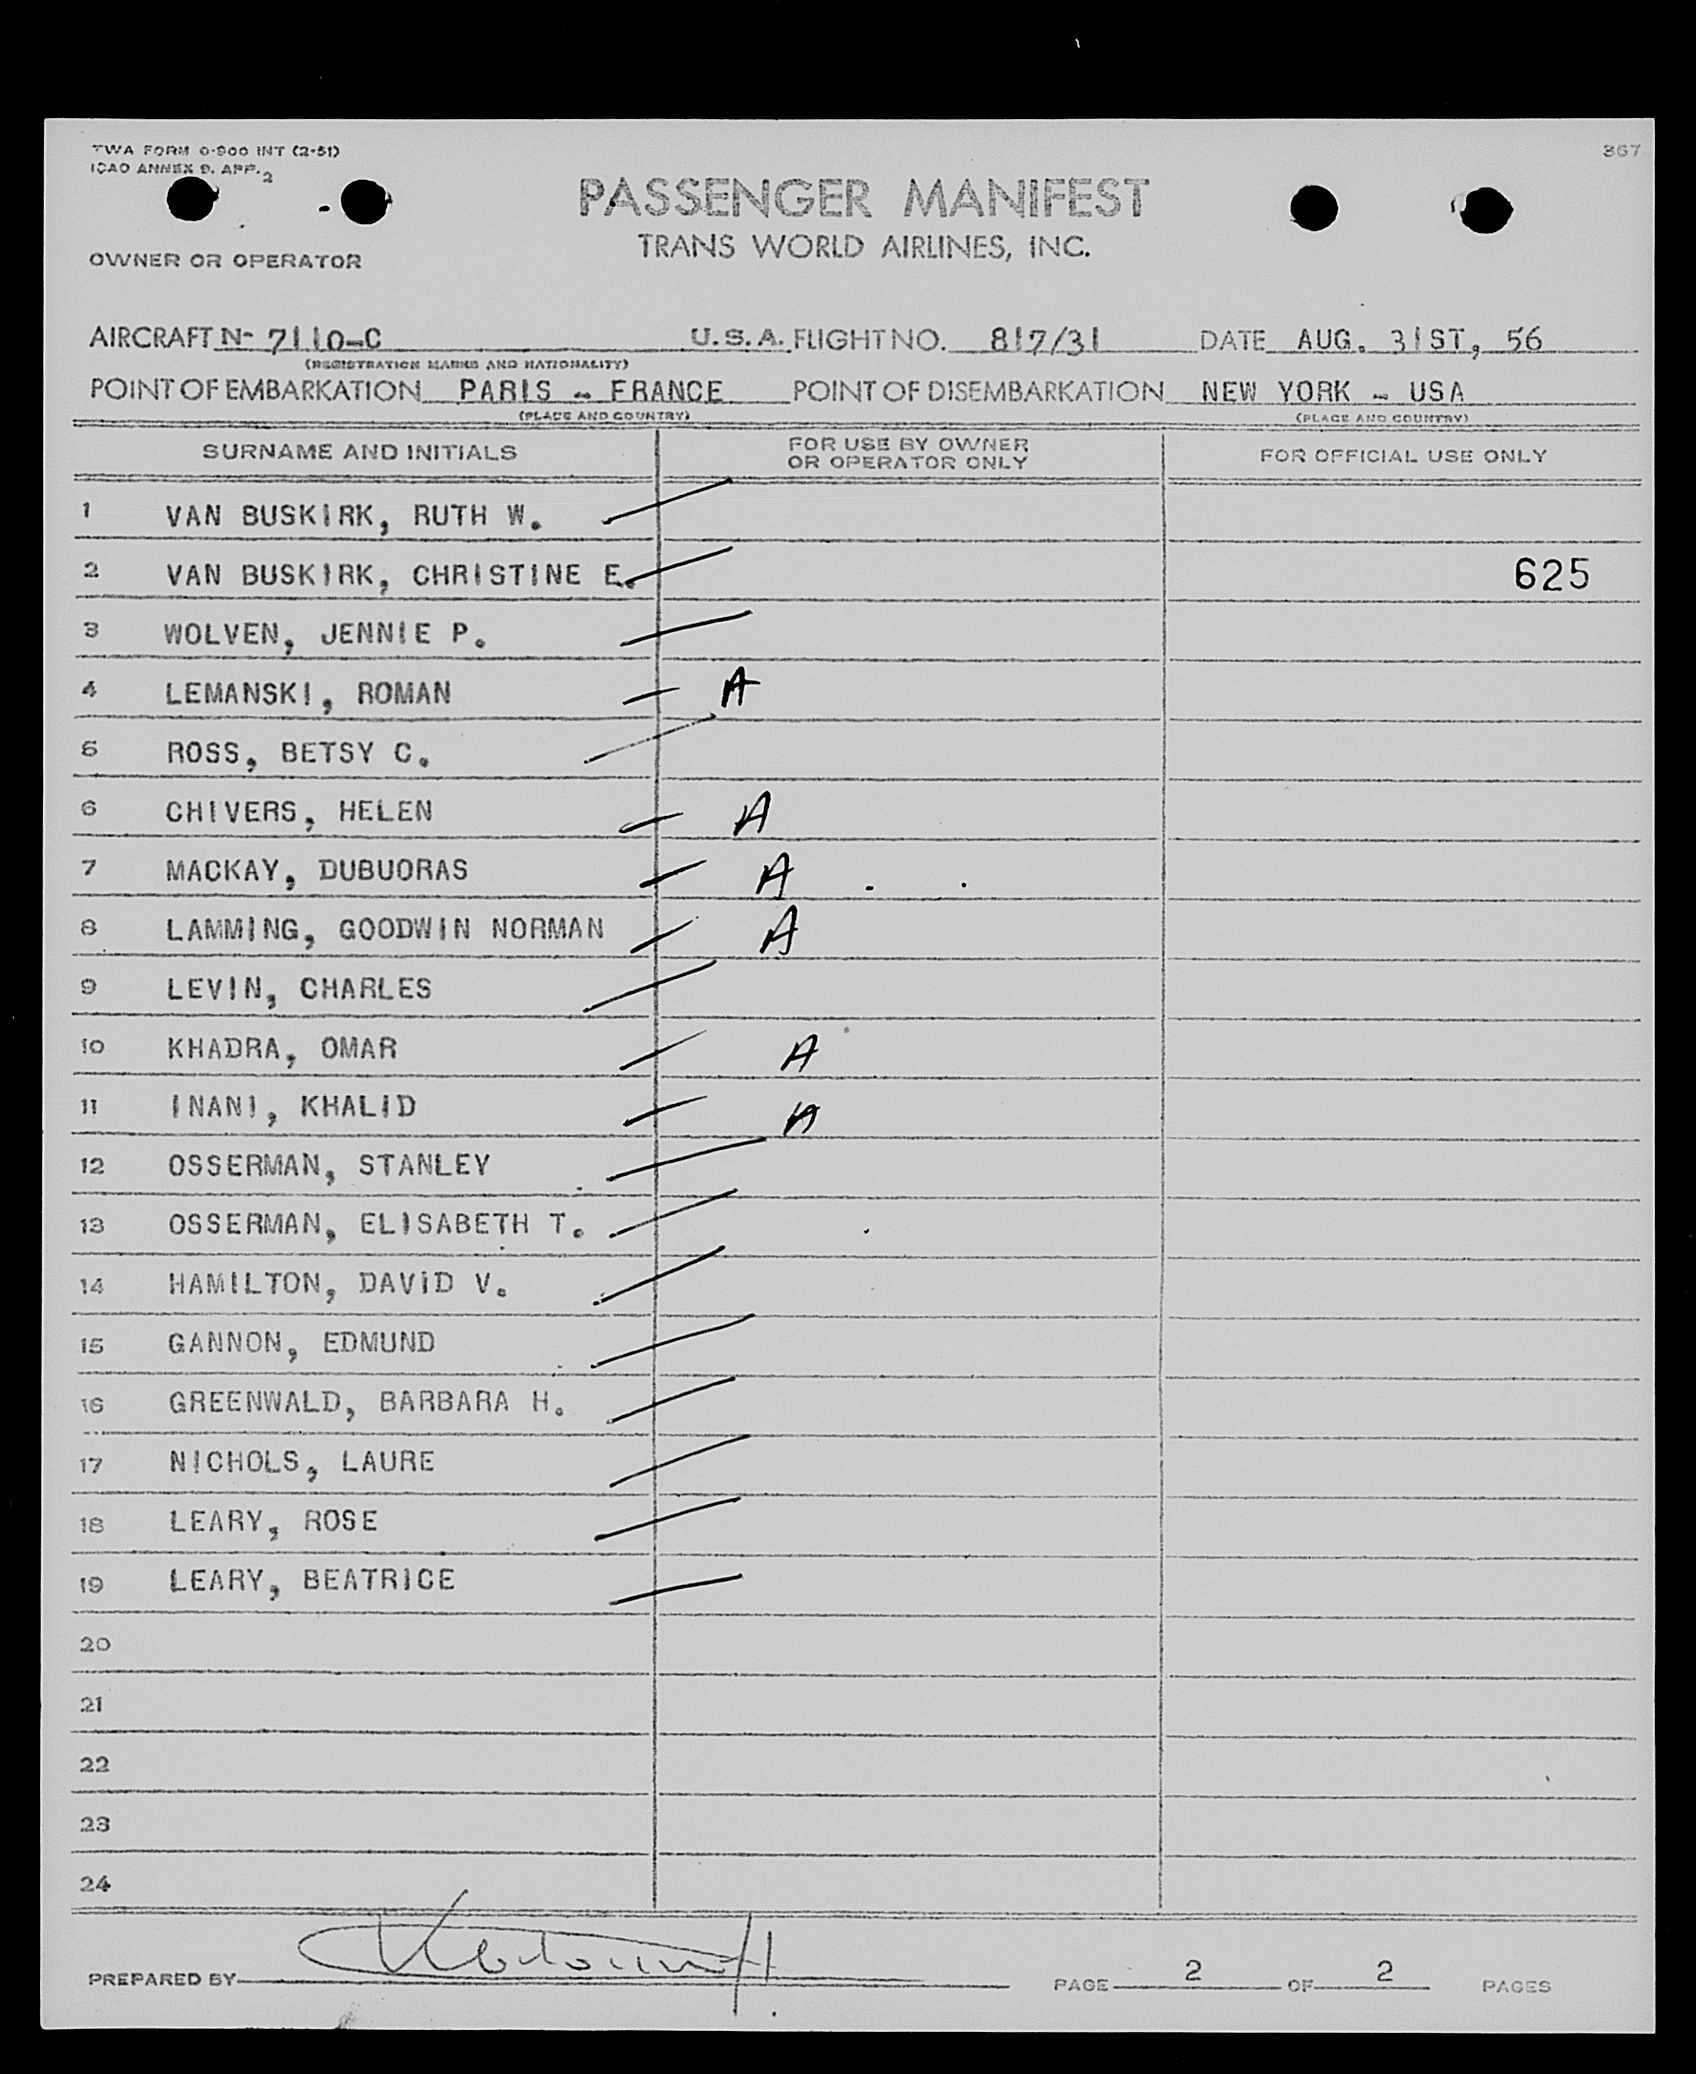 TWA FORM O-900 INT (2-51)
ICAO ANNEX 9. APP. 2
367
PASSENGER MANIFEST
TRANS WORLD AIRLINES, INC.
OWNER OR OPERATOR
AIRCRAFT N- 7110-C U.S.A. FLIGHT NO. 817/31 DATE AUG. 31ST, 56
(REGISTRATION MARKS AND NATIONALITY)
POINT OF EMBARKATION PARIS - FRANCE POINT OF DISEMBARKATION NEW YORK - USA
(PLACE AND COUNTRY) (PLACE AND COUNTRY)
SURNAME AND INITIALS FOR USE BY OWNER OR OPERATOR ONLY FOR OFFICIAL USE ONLY
1 VAN BUSKIRK, RUTH W.
2 VAN BUSKIRK, CHRISTINE E. 625
3 WOLVEN, JENNIE P.
4 LEMANSKI, ROMAN A
5 ROSS, BETSY C.
6 CHIVERS, HELEN A
7 MACKAY, DUBUORAS A
8 LAMMING, GOODWIN NORMAN A
9 LEVIN, CHARLES
10 KHADRA, OMAR A
11 INANI, KHALID A
12 OSSERMAN, STANLEY
13 OSSERMAN, ELISABETH T.
14 HAMILTON, DAVID V.
15 GANNON, EDMUND
16 GREENWALD, BARBARA H.
17 NICHOLS, LAURE
18 LEARY, ROSE
19 LEARY, BEATRICE
20
21
22
23
24
PREPARED BY PAGE 2 OF 2 PAGES